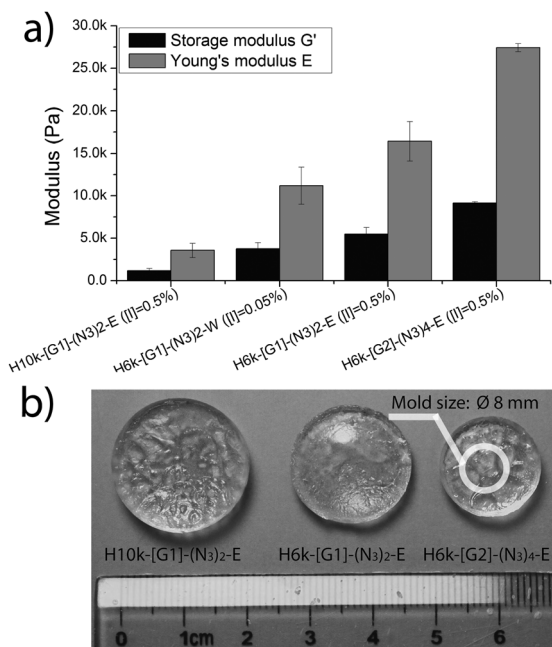 a)
30.0k
25.0k
20.0k
15.0k
10.0k
5.0k
0.0
Modulus (Pa)
Storage modulus G'
Young's modulus E
H10k-[G1]-(N3)2-E ([I]=0.5%)
H6k-[G1]-(N3)2-W ([I]=0.05%)
H6k-[G1]-(N3)2-E ([I]=0.5%)
H6k-[G2]-(N3)4-E ([I]=0.5%)
b)
Mold size: Ø 8 mm
H10k-[G1]-(N₃)₂-E H6k-[G1]-(N₃)₂-E H6k-[G2]-(N₃)₄-E
0 1cm 2 3 4 5 6